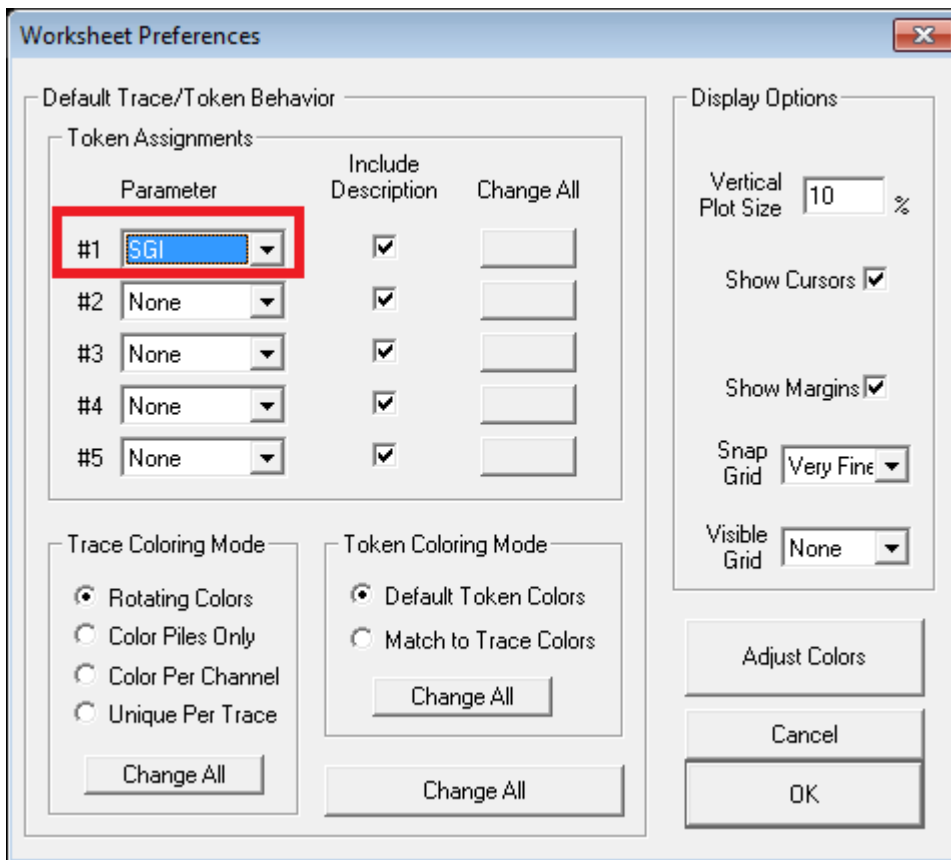 Worksheet Preferences
Default Trace/Token Behavior
Token Assignments
Parameter
Include Description
Change All
#1 SGI
#2 None
#3 None
#4 None
#5 None
Trace Coloring Mode
Rotating Colors
Color Piles Only
Color Per Channel
Unique Per Trace
Change All
Token Coloring Mode
Default Token Colors
Match to Trace Colors
Change All
Change All
Display Options
Vertical
Plot Size 10 %
Show Cursors
Show Margins
Snap
Grid Very Fine
Visible
Grid None
Adjust Colors
Cancel
OK